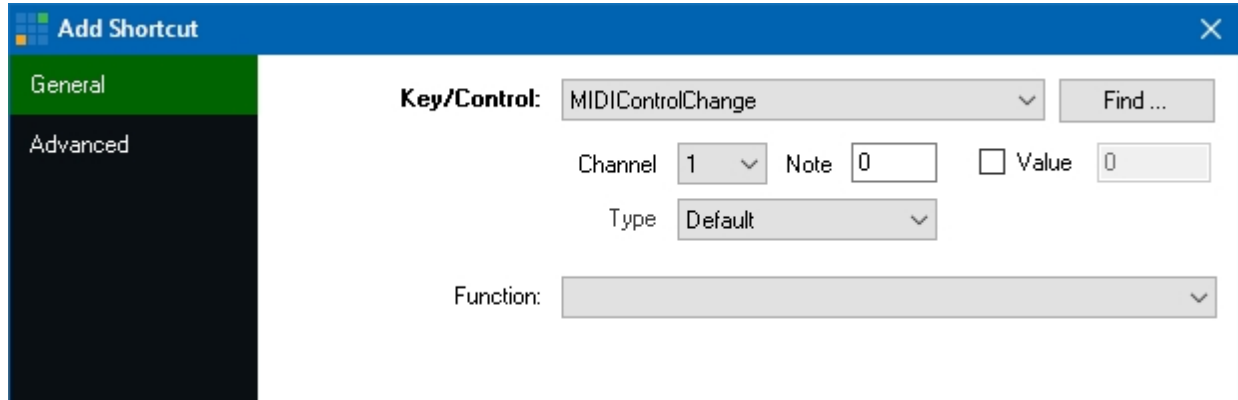 Add Shortcut
General
Key/Control: MIDIControlChange Find ...
Advanced
Channel 1 Note 0 Value 0
Type Default
Function: